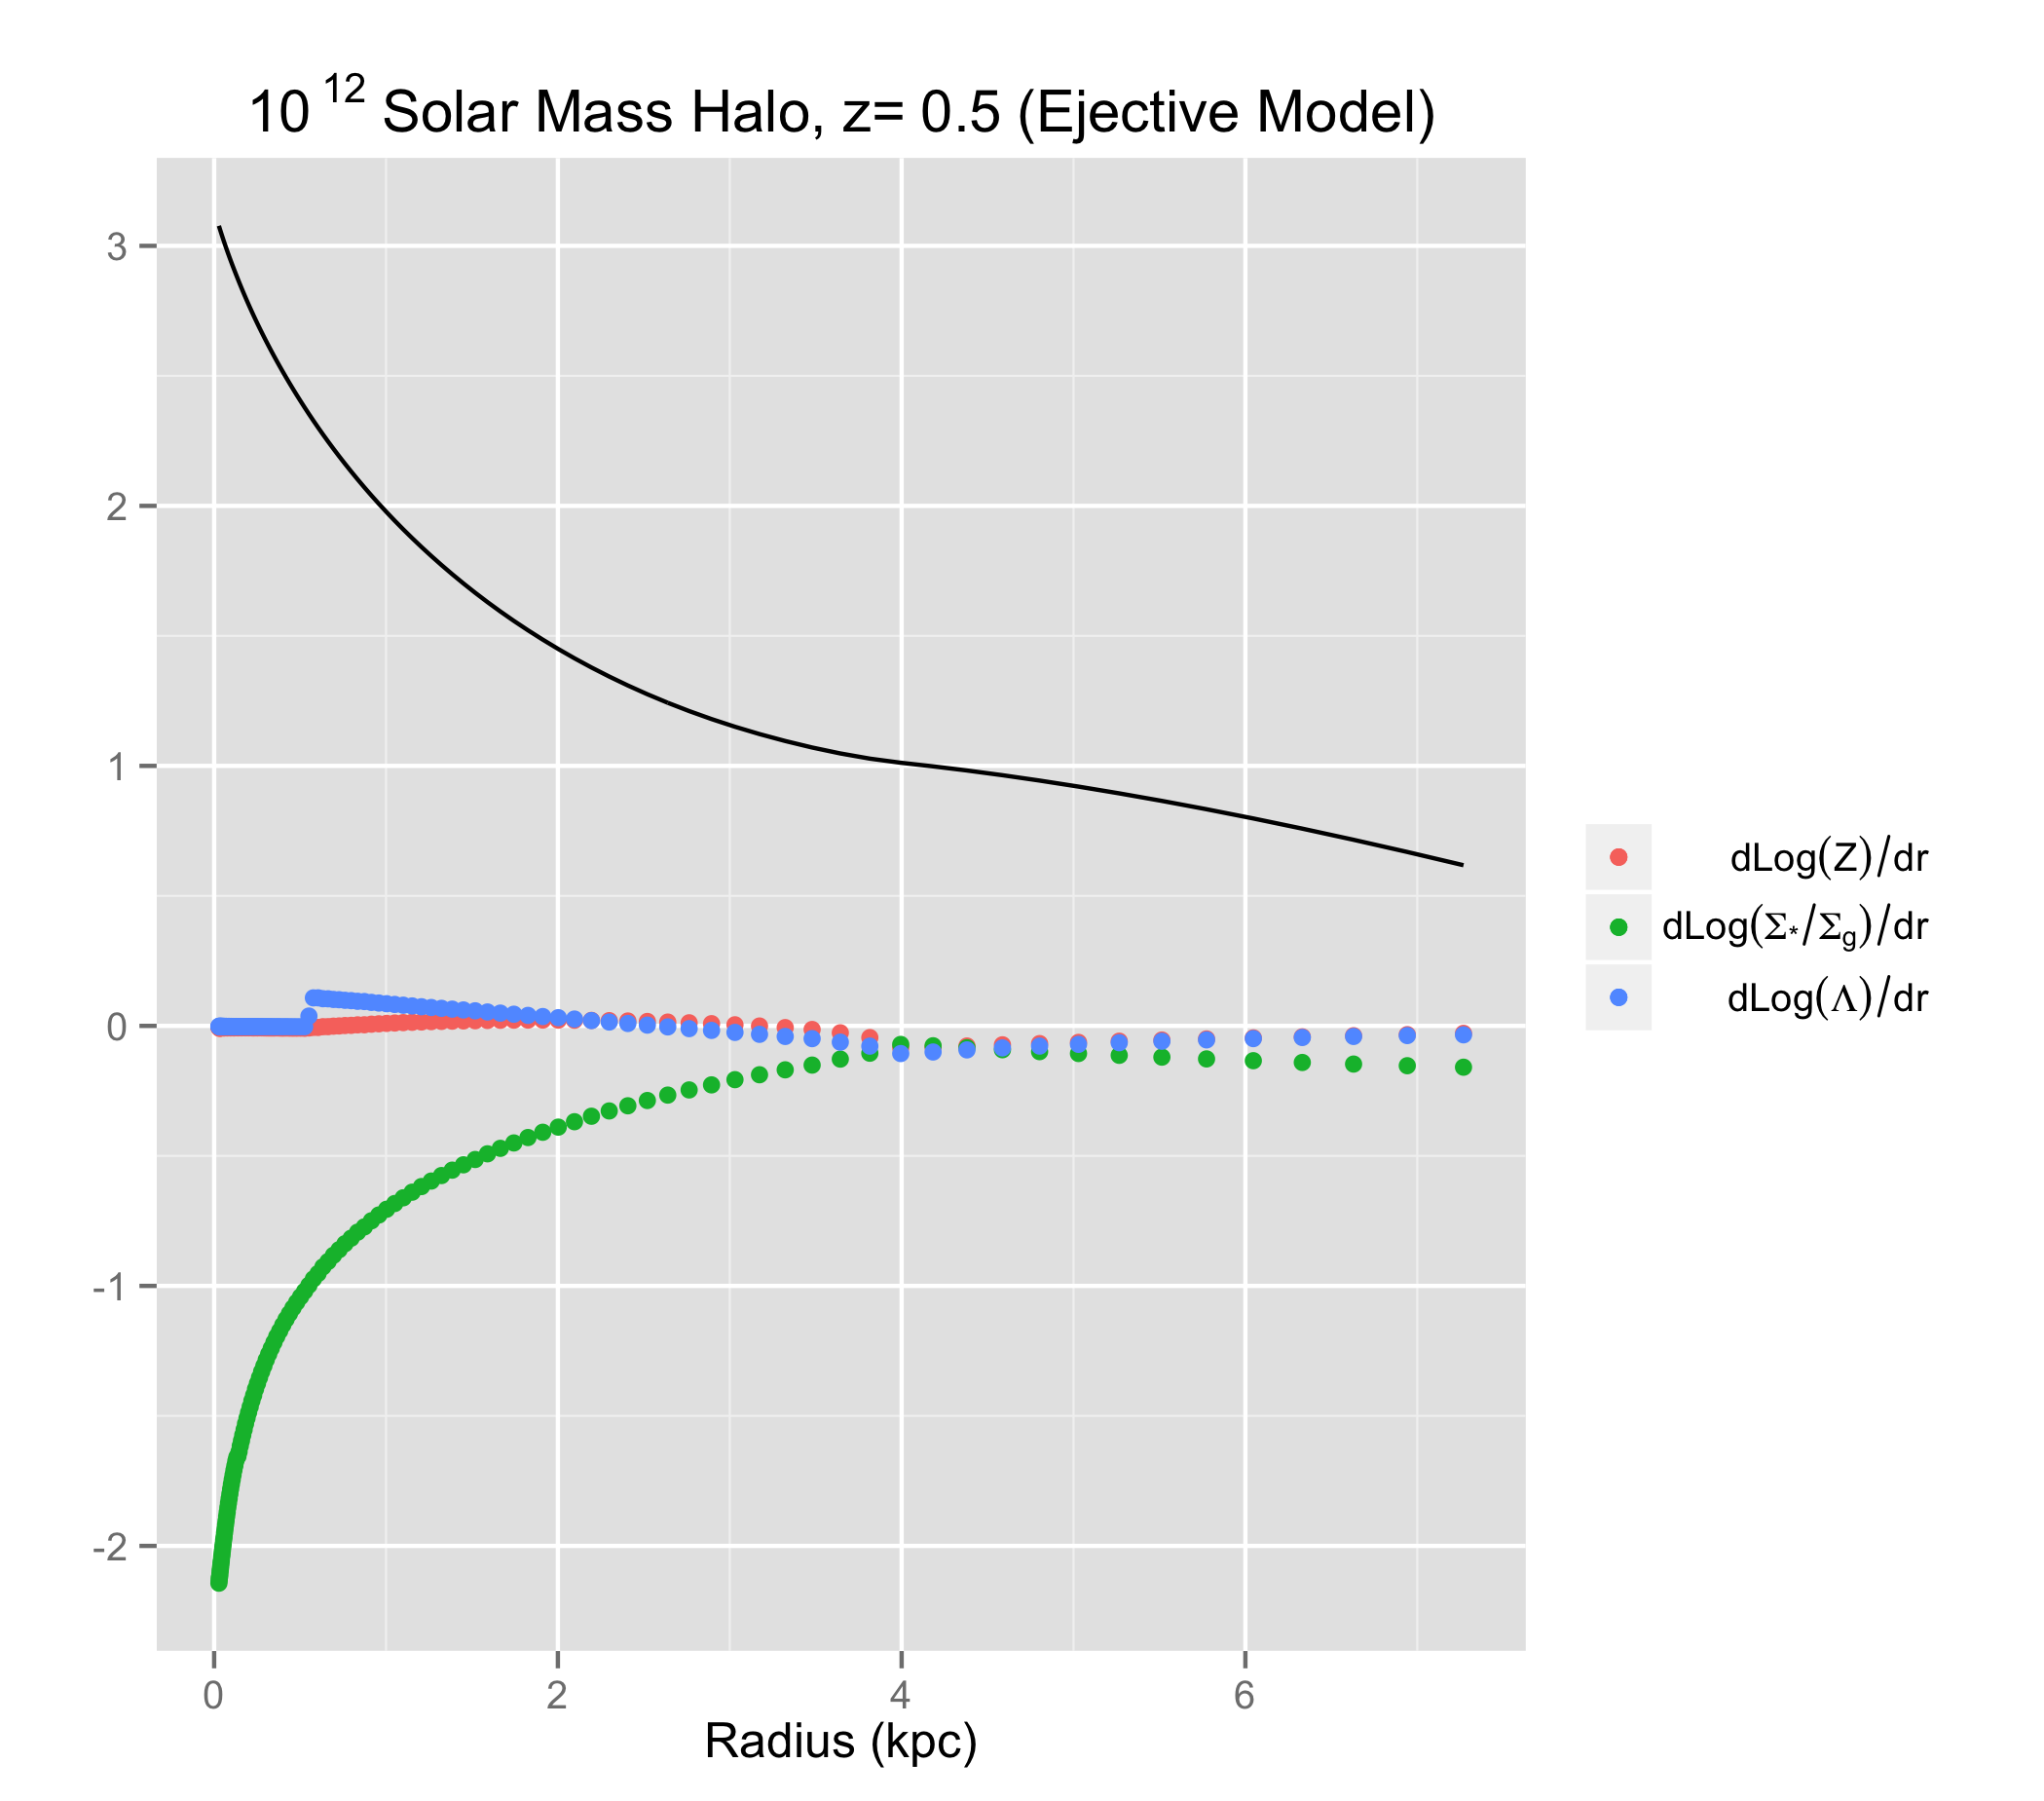 10^12 Solar Mass Halo, z= 0.5 (Ejective Model)
3
2
1
0
-1
-2
0 2 4 6
Radius (kpc)
dLog(Z)/dr
dLog(Σ*/Σg)/dr
dLog(Λ)/dr